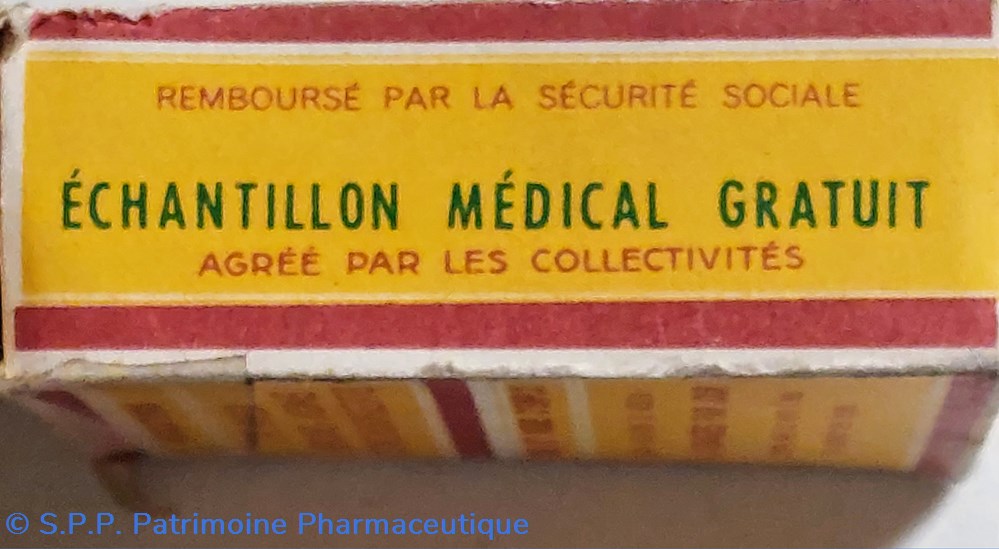 REMBOURSÉ PAR LA SÉCURITÉ SOCIALE
ÉCHANTILLON MÉDICAL GRATUIT
AGRÉÉ PAR LES COLLECTIVITÉS
© S.P.P. Patrimoine Pharmaceutique